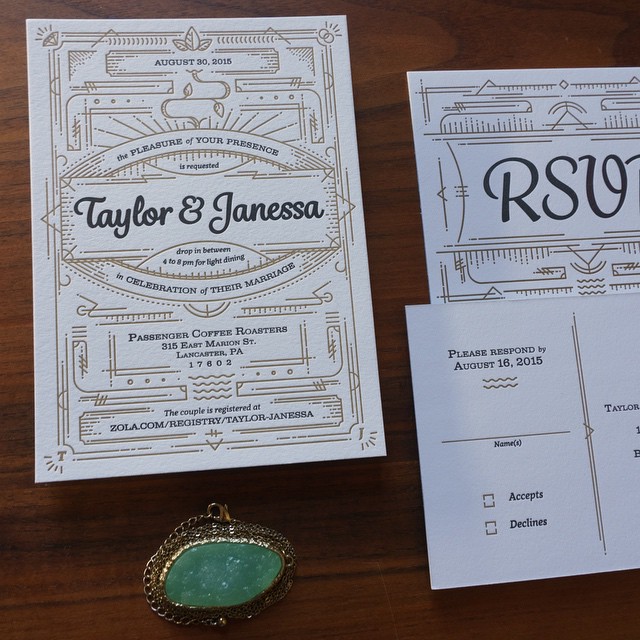 AUGUST 30, 2015
the PLEASURE of YOUR PRESENCE
is requested
Taylor & Janessa
drop in between
4 to 8 pm for light dining
in CELEBRATION of THEIR MARRIAGE
PASSENGER COFFEE ROASTERS
315 EAST MARION ST.
LANCASTER, PA
17602
The couple is registered at
ZOLA.COM/REGISTRY/TAYLOR-JANESSA
T J
RSV
PLEASE RESPOND by
AUGUST 16, 2015
Name(s)
Accepts
Declines
TAYLOR
1
B